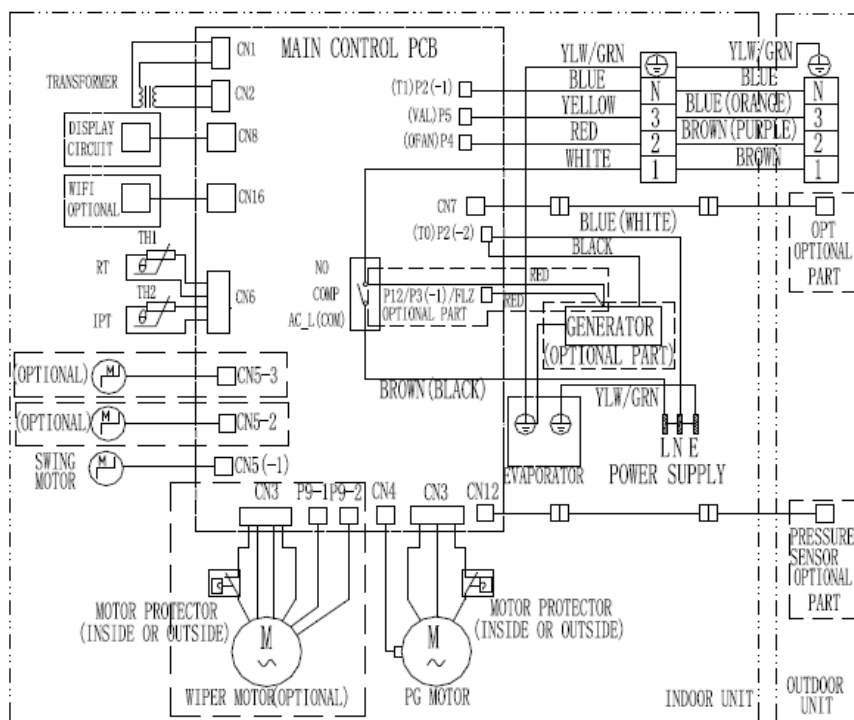 MAIN CONTROL PCB
CN1
TRANSFORMER
CN2
DISPLAY
CIRCUIT
CN8
WIFI
OPTIONAL
CN16
TH1
RT
TH2
IPT
CN6
(OPTIONAL)
M
CN5-3
(OPTIONAL)
M
CN5-2
SWING
MOTOR
M
CN5(-1)
(T1)P2(-1)
(VAL)P5
(OFAN)P4
YLW/GRN
BLUE
YELLOW
RED
WHITE
N
3
2
1
YLW/GRN
BLUE
BLUE(ORANGE)
BROWN(PURPLE)
BROWN
N
3
2
1
CN7
BLUE(WHITE)
(T0)P2(-2)
BLACK
OPT
OPTIONAL
PART
NO
COMP
AC_L(COM)
RED
P12/P3(-1)/FLZ
OPTIONAL PART
RED
GENERATOR
(OPTIONAL PART)
BROWN(BLACK)
YLW/GRN
EVAPORATOR
L N E
POWER SUPPLY
CN3
P9-1
P9-2
CN4
CN3
CN12
PRESSURE
SENSOR
OPTIONAL
PART
MOTOR PROTECTOR
(INSIDE OR OUTSIDE)
M
~
WIPER MOTOR(OPTIONAL)
MOTOR PROTECTOR
(INSIDE OR OUTSIDE)
M
~
PG MOTOR
INDOOR UNIT
OUTDOOR
UNIT